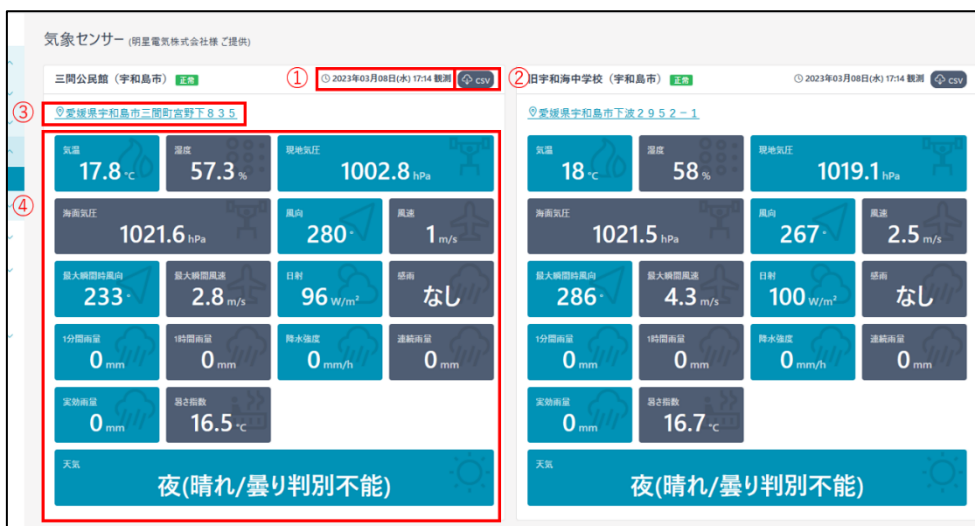 気象センサー (明星電気株式会社様 ご提供)
三間公民館（宇和島市） 正常 ① 2023年03月08日(水) 17:14 観測 CSV ②
③ 愛媛県宇和島市三間町宮野下８３５
④
気温 湿度 現地気圧
17.8 ℃ 57.3 % 1002.8 hPa
海面気圧 風向 風速
1021.6 hPa 280 ° 1 m/s
最大瞬間時風向 最大瞬間風速 日射 感雨
233 ° 2.8 m/s 96 W/m² なし
1分間雨量 1時間雨量 降水強度 連続雨量
0 mm 0 mm 0 mm/h 0 mm
実効雨量 暑さ指数
0 mm 16.5 ℃
天気
夜(晴れ/曇り判別不能)
旧宇和海中学校（宇和島市） 正常 2023年03月08日(水) 17:14 観測 CSV
愛媛県宇和島市下波２９５２－１
気温 湿度 現地気圧
18 ℃ 58 % 1019.1 hPa
海面気圧 風向 風速
1021.5 hPa 267 ° 2.5 m/s
最大瞬間時風向 最大瞬間風速 日射 感雨
286 ° 4.3 m/s 100 W/m² なし
1分間雨量 1時間雨量 降水強度 連続雨量
0 mm 0 mm 0 mm/h 0 mm
実効雨量 暑さ指数
0 mm 16.7 ℃
天気
夜(晴れ/曇り判別不能)